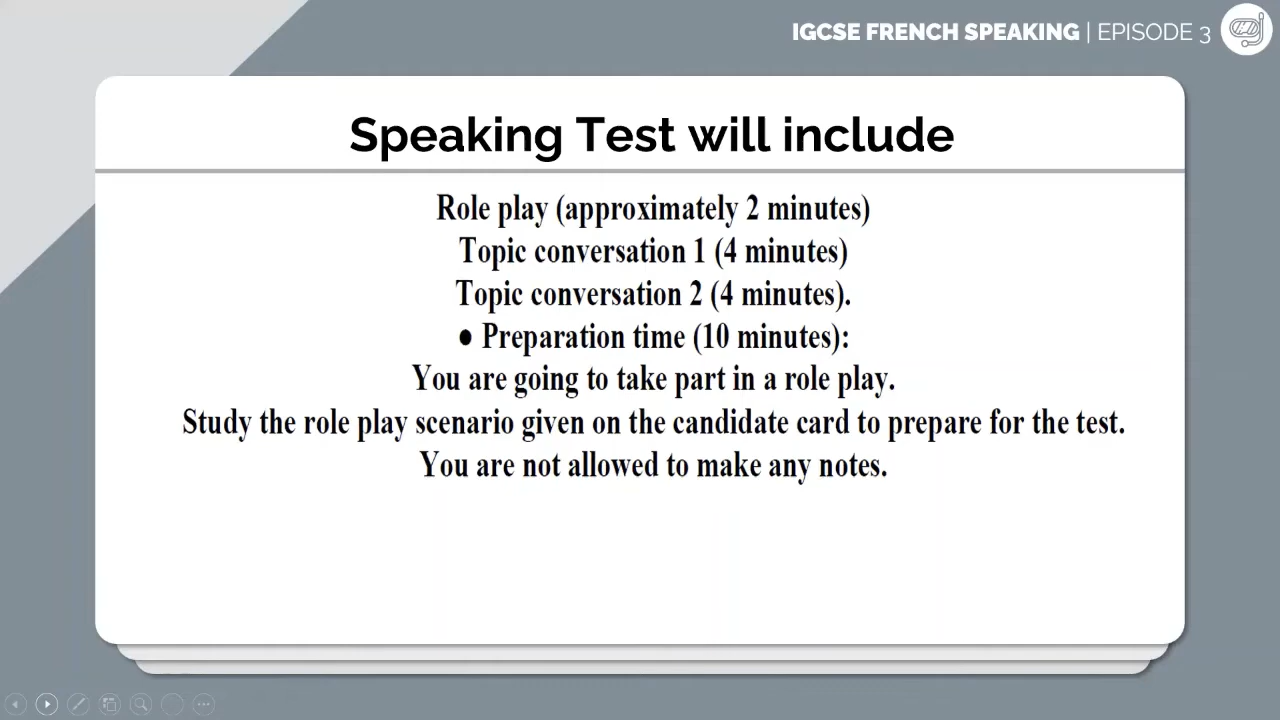 IGCSE FRENCH SPEAKING | EPISODE 3
Speaking Test will include
Role play (approximately 2 minutes)
Topic conversation 1 (4 minutes)
Topic conversation 2 (4 minutes).
● Preparation time (10 minutes):
You are going to take part in a role play.
Study the role play scenario given on the candidate card to prepare for the test.
You are not allowed to make any notes.